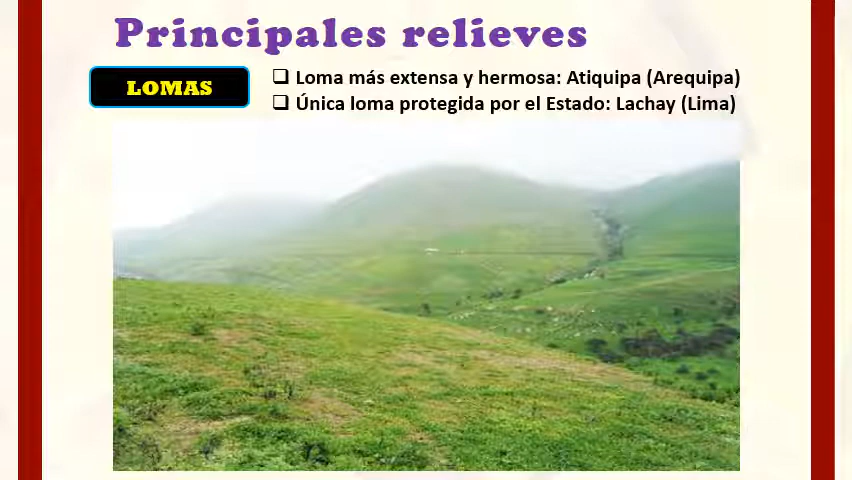 Principales relieves
LOMAS
❑ Loma más extensa y hermosa: Atiquipa (Arequipa)
❑ Única loma protegida por el Estado: Lachay (Lima)